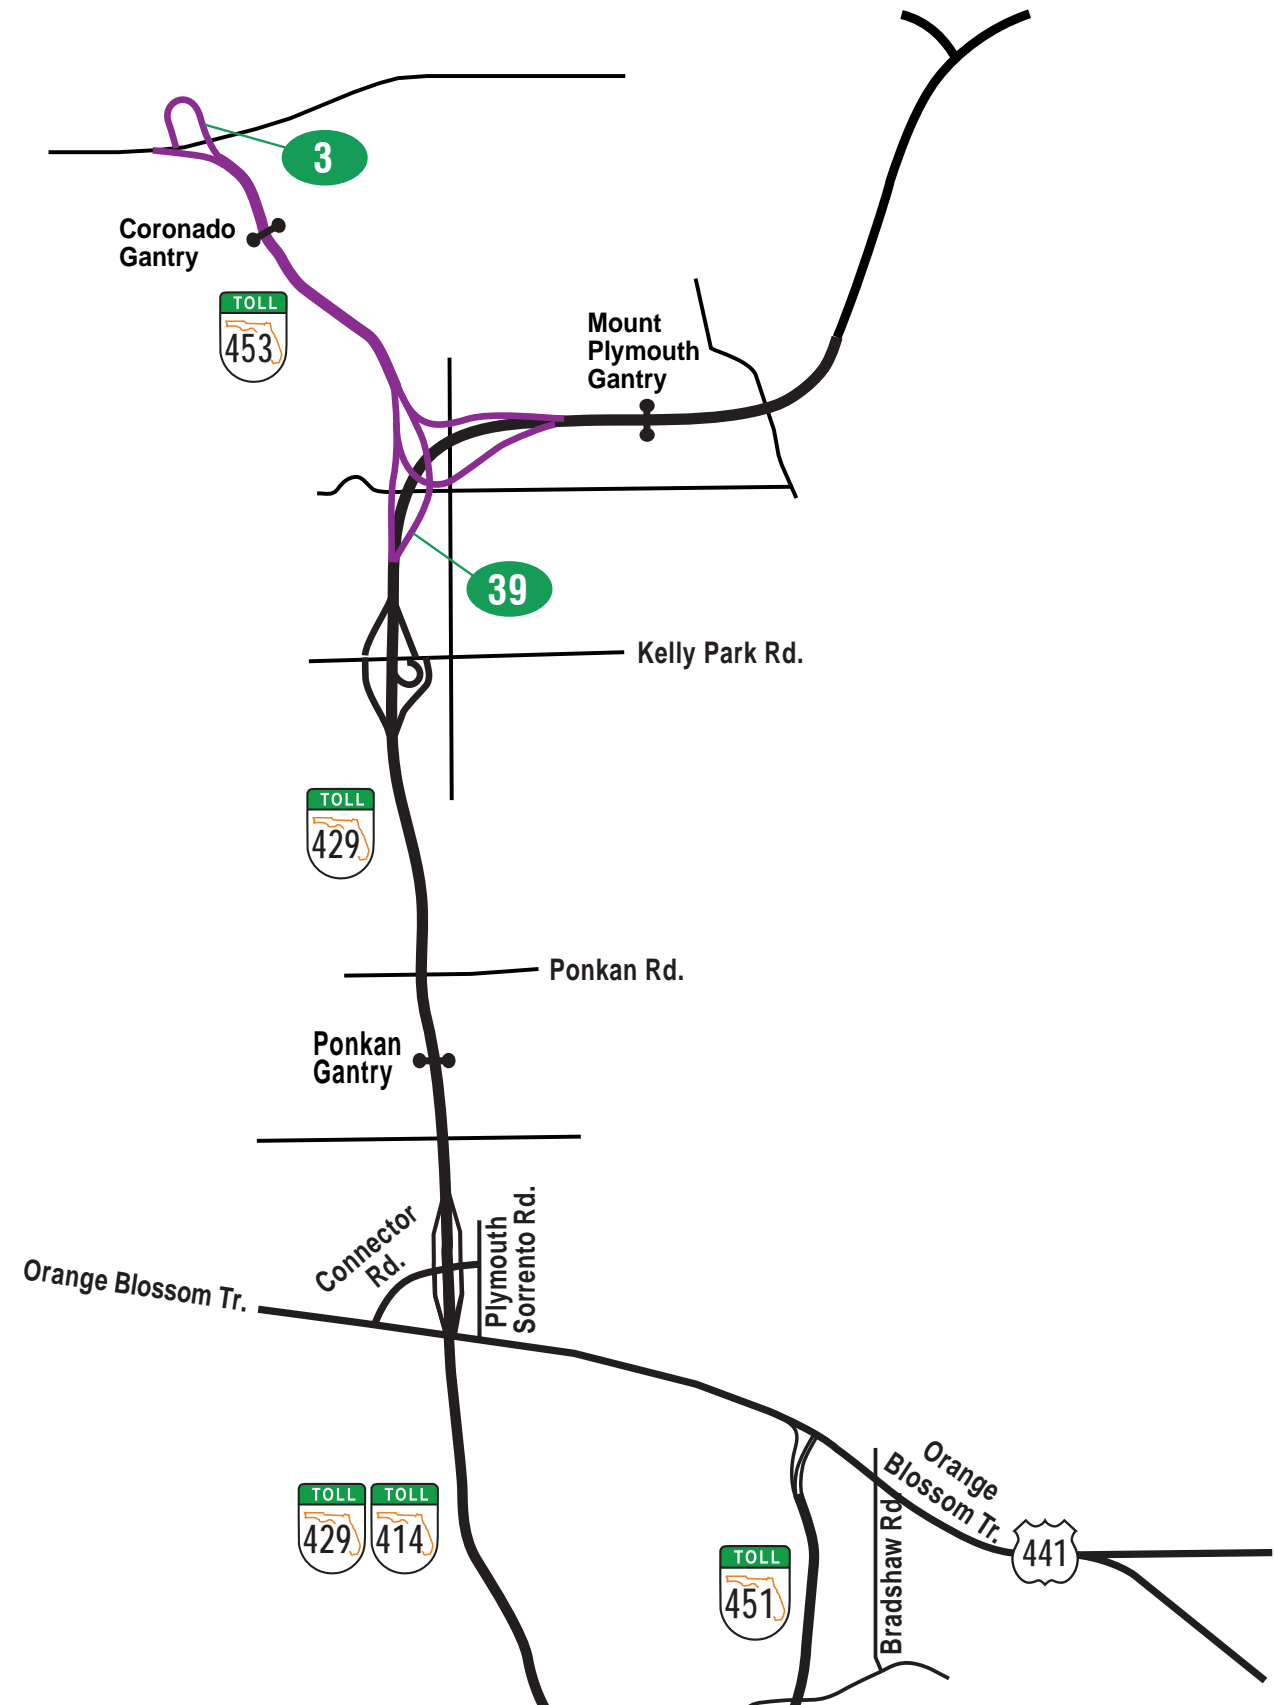 3
Coronado
Gantry
TOLL
453
Mount
Plymouth
Gantry
39
Kelly Park Rd.
TOLL
429
Ponkan Rd.
Ponkan
Gantry
Connector
Rd.
Plymouth
Sorrento Rd.
Orange Blossom Tr.
Orange
Blossom Tr.
TOLL
429
TOLL
414
TOLL
451
Bradshaw Rd.
441